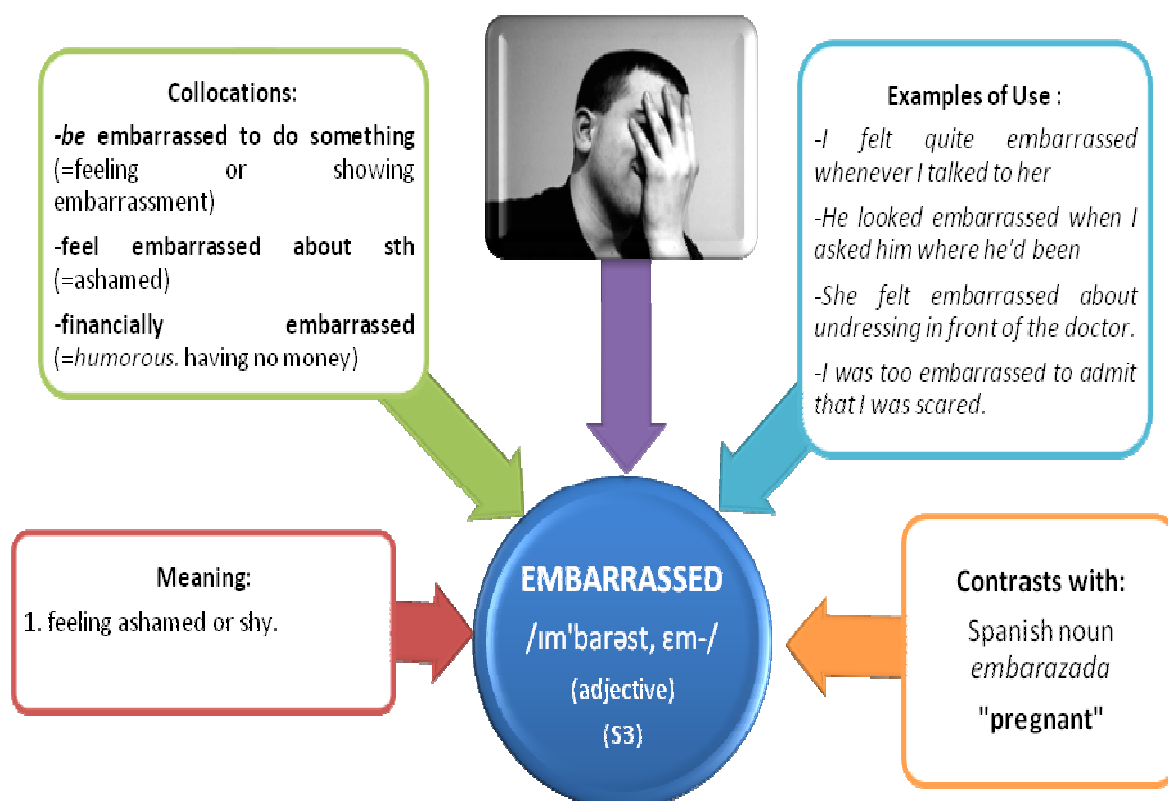 Collocations:
-be embarrassed to do something
(=feeling or showing
embarrassment)
-feel embarrassed about sth
(=ashamed)
-financially embarrassed
(=humorous. having no money)
Examples of Use :
-I felt quite embarrassed
whenever I talked to her
-He looked embarrassed when I
asked him where he'd been
-She felt embarrassed about
undressing in front of the doctor.
-I was too embarrassed to admit
that I was scared.
Meaning:
1. feeling ashamed or shy.
EMBARRASSED
/ɪm'barəst, ɛm-/
(adjective)
(S3)
Contrasts with:
Spanish noun
embarazada
"pregnant"